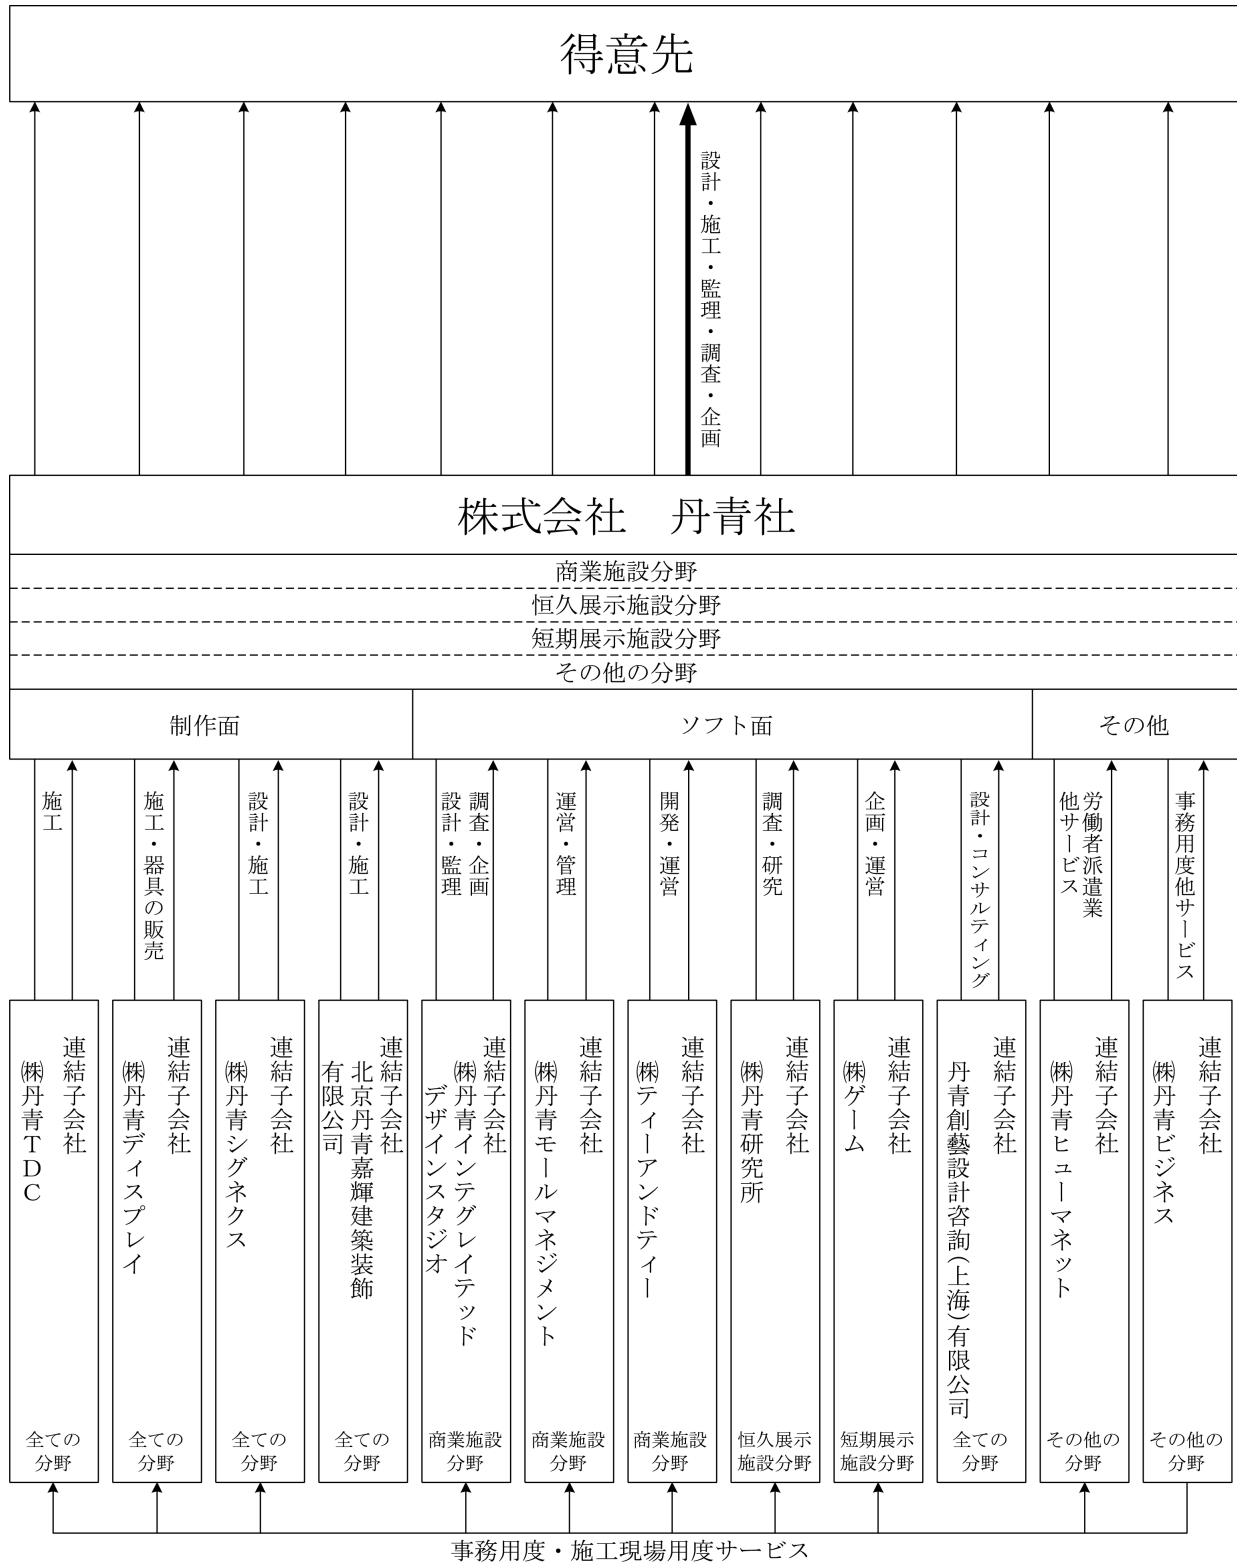 得意先
設計・施工・監理・調査・企画
株式会社　丹青社
商業施設分野
恒久展示施設分野
短期展示施設分野
その他の分野
制作面
ソフト面
その他
施工
施工・器具の販売
設計・施工
設計・施工
調査・企画
設計・監理
運営・管理
開発・運営
調査・研究
企画・運営
設計・コンサルティング
労働者派遣業
他サービス
事務用度他サービス
連結子会社
㈱丹青ＴＤＣ
全ての
分野
連結子会社
㈱丹青ディスプレイ
全ての
分野
連結子会社
㈱丹青シグネクス
全ての
分野
連結子会社
北京丹青嘉輝建築装飾
有限公司
全ての
分野
連結子会社
㈱丹青インテグレイテッド
デザインスタジオ
商業施設
分野
連結子会社
㈱丹青モールマネジメント
商業施設
分野
連結子会社
㈱ティーアンドティー
商業施設
分野
連結子会社
㈱丹青研究所
恒久展示
施設分野
連結子会社
㈱ゲーム
短期展示
施設分野
連結子会社
丹青創藝設計咨詢(上海)有限公司
全ての
分野
連結子会社
㈱丹青ヒューマネット
その他の
分野
連結子会社
㈱丹青ビジネス
その他の
分野
事務用度・施工現場用度サービス